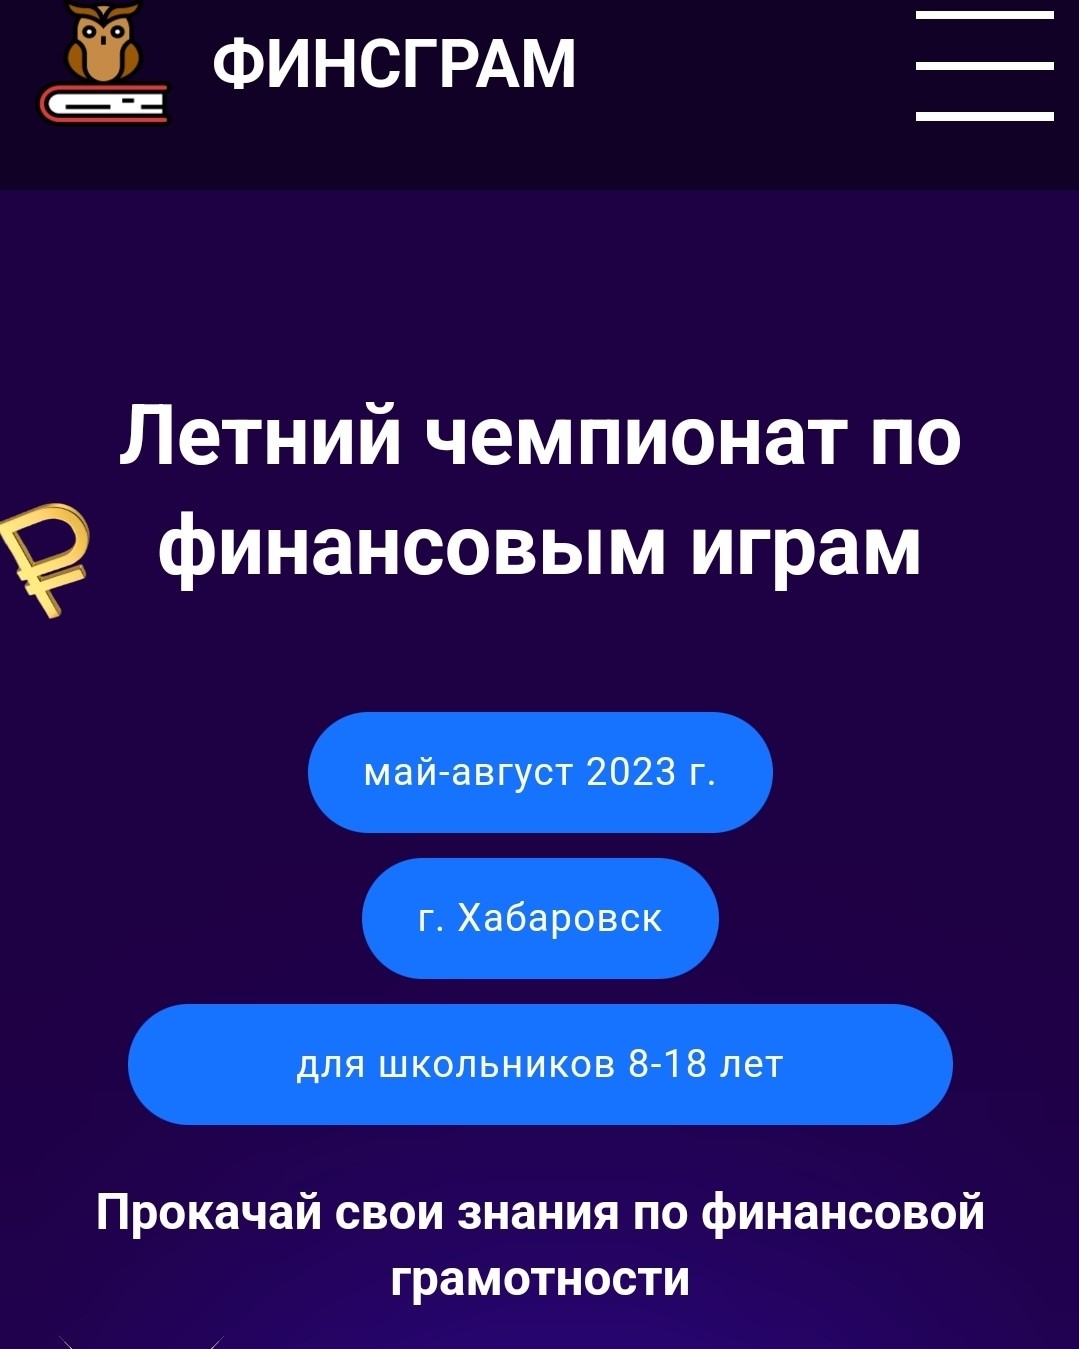 ФИНСГРАМ
Летний чемпионат по
финансовым играм
май-август 2023 г.
г. Хабаровск
для школьников 8-18 лет
Прокачай свои знания по финансовой
грамотности